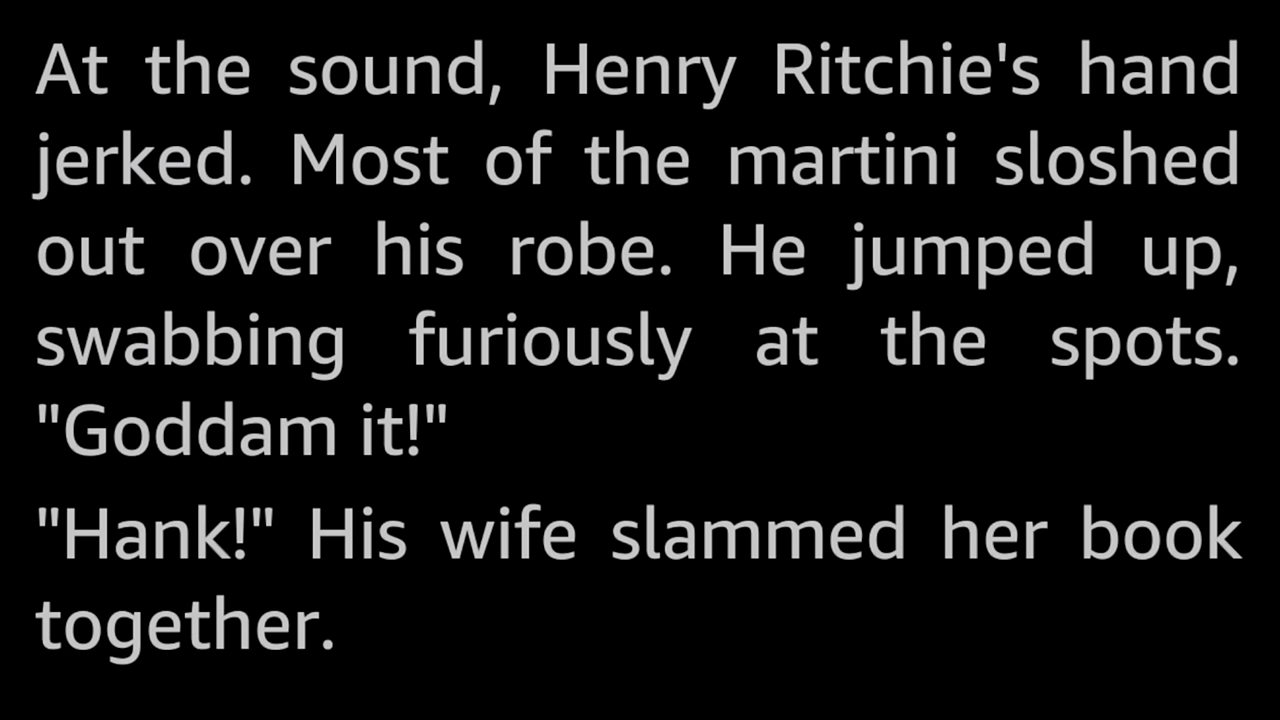 At the sound, Henry Ritchie's hand
jerked. Most of the martini sloshed
out over his robe. He jumped up,
swabbing furiously at the spots.
"Goddam it!"
"Hank!" His wife slammed her book
together.